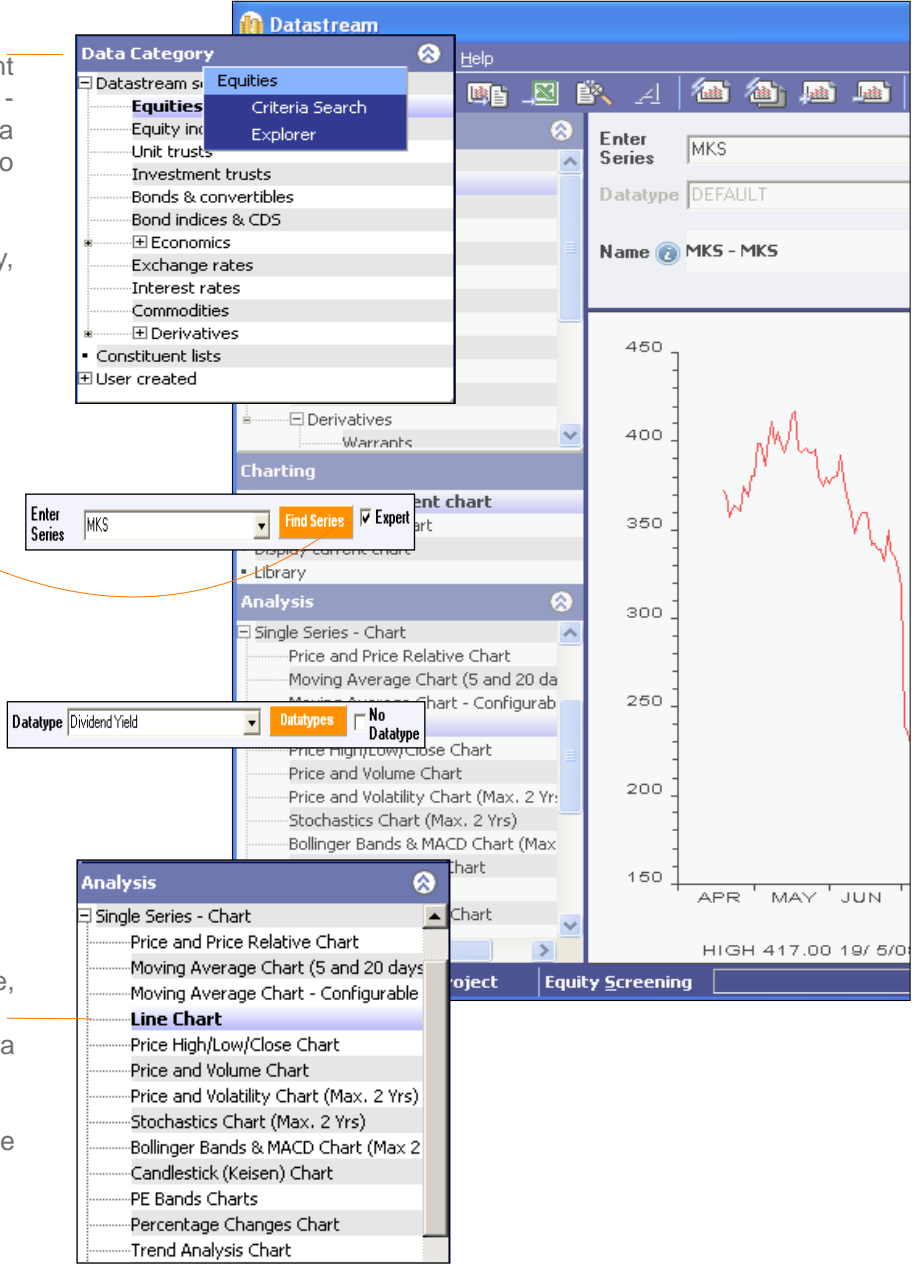 Datastream
Data Category
Help
Equities
Criteria Search
Explorer
Equities
Unit trusts
Investment trusts
Bonds & convertibles
Bond indices & CDS
Economics
Exchange rates
Interest rates
Commodities
Derivatives
Constituent lists
User created
Derivatives
Warrants
Enter
Series
MKS
Datatype
DEFAULT
Name
MKS - MKS
Charting
chart
Library
Enter
Series
MKS
Find Series
Expert
Analysis
Single Series - Chart
Price and Price Relative Chart
Moving Average Chart (5 and 20 da
Chart - Configurab
Datatype
Dividend Yield
Datatypes
No
Datatype
Price High/Low/Close Chart
Price and Volume Chart
Price and Volatility Chart (Max. 2 Yr
Stochastics Chart (Max. 2 Yrs)
Bollinger Bands & MACD Chart (Max
Chart
Chart
450
400
350
300
250
200
150
APR MAY JUN
HIGH 417.00 19/ 5/0
Equity Screening
Analysis
Single Series - Chart
Price and Price Relative Chart
Moving Average Chart (5 and 20 days
Moving Average Chart - Configurable
Line Chart
Price High/Low/Close Chart
Price and Volume Chart
Price and Volatility Chart (Max. 2 Yrs)
Stochastics Chart (Max. 2 Yrs)
Bollinger Bands & MACD Chart (Max 2
Candlestick (Keisen) Chart
PE Bands Charts
Percentage Changes Chart
Trend Analysis Chart